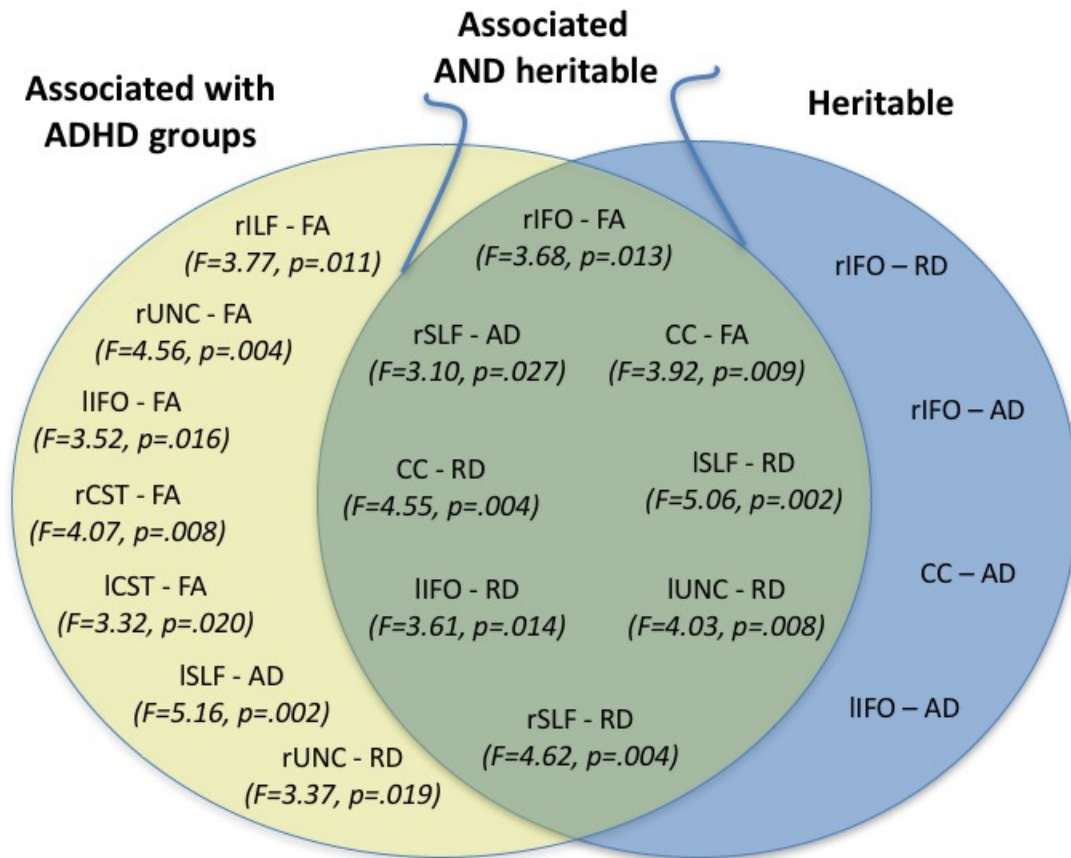 Associated
AND heritable
Associated with
ADHD groups
Heritable
rILF - FA
(F=3.77, p=.011)
rUNC - FA
(F=4.56, p=.004)
lIFO - FA
(F=3.52, p=.016)
rCST - FA
(F=4.07, p=.008)
lCST - FA
(F=3.32, p=.020)
lSLF - AD
(F=5.16, p=.002)
rUNC - RD
(F=3.37, p=.019)
rIFO - FA
(F=3.68, p=.013)
rSLF - AD
(F=3.10, p=.027)
CC - FA
(F=3.92, p=.009)
CC - RD
(F=4.55, p=.004)
lSLF - RD
(F=5.06, p=.002)
lIFO - RD
(F=3.61, p=.014)
lUNC - RD
(F=4.03, p=.008)
rSLF - RD
(F=4.62, p=.004)
rIFO – RD
rIFO – AD
CC – AD
lIFO – AD